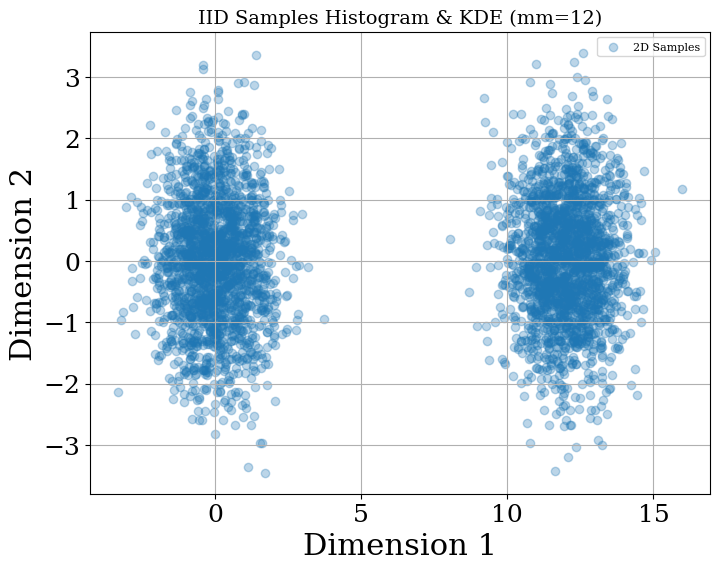 IID Samples Histogram & KDE (mm=12)
2D Samples
3
2
1
0
−1
−2
−3
Dimension 2
0 5 10 15
Dimension 1